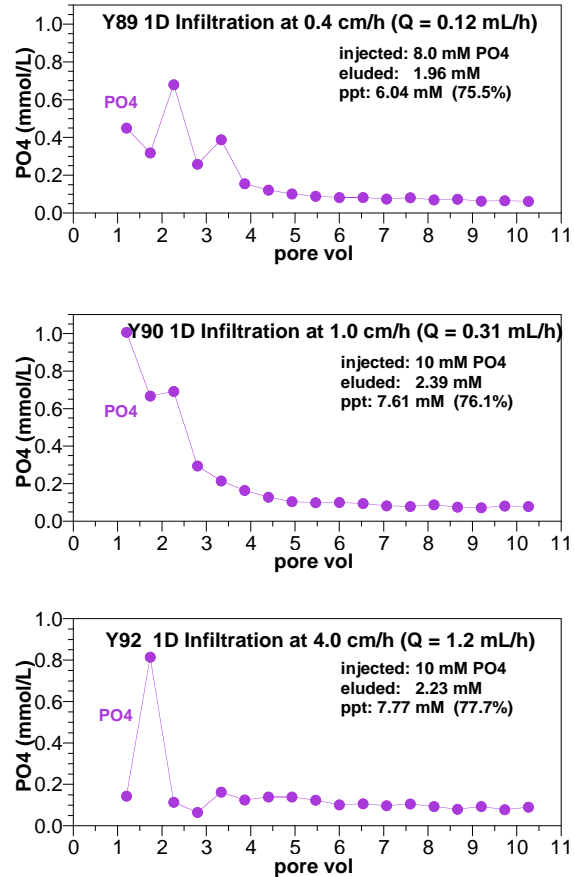 Y89 1D Infiltration at 0.4 cm/h (Q = 0.12 mL/h)
injected: 8.0 mM PO4
eluded: 1.96 mM
ppt: 6.04 mM (75.5%)
PO4
PO4 (mmol/L)
1.0
0.8
0.6
0.4
0.2
0.0
0 1 2 3 4 5 6 7 8 9 10 11
pore vol
Y90 1D Infiltration at 1.0 cm/h (Q = 0.31 mL/h)
injected: 10 mM PO4
eluded: 2.39 mM
ppt: 7.61 mM (76.1%)
PO4
PO4 (mmol/L)
1.0
0.8
0.6
0.4
0.2
0.0
0 1 2 3 4 5 6 7 8 9 10 11
pore vol
Y92 1D Infiltration at 4.0 cm/h (Q = 1.2 mL/h)
injected: 10 mM PO4
eluded: 2.23 mM
ppt: 7.77 mM (77.7%)
PO4
PO4 (mmol/L)
1.0
0.8
0.6
0.4
0.2
0.0
0 1 2 3 4 5 6 7 8 9 10 11
pore vol